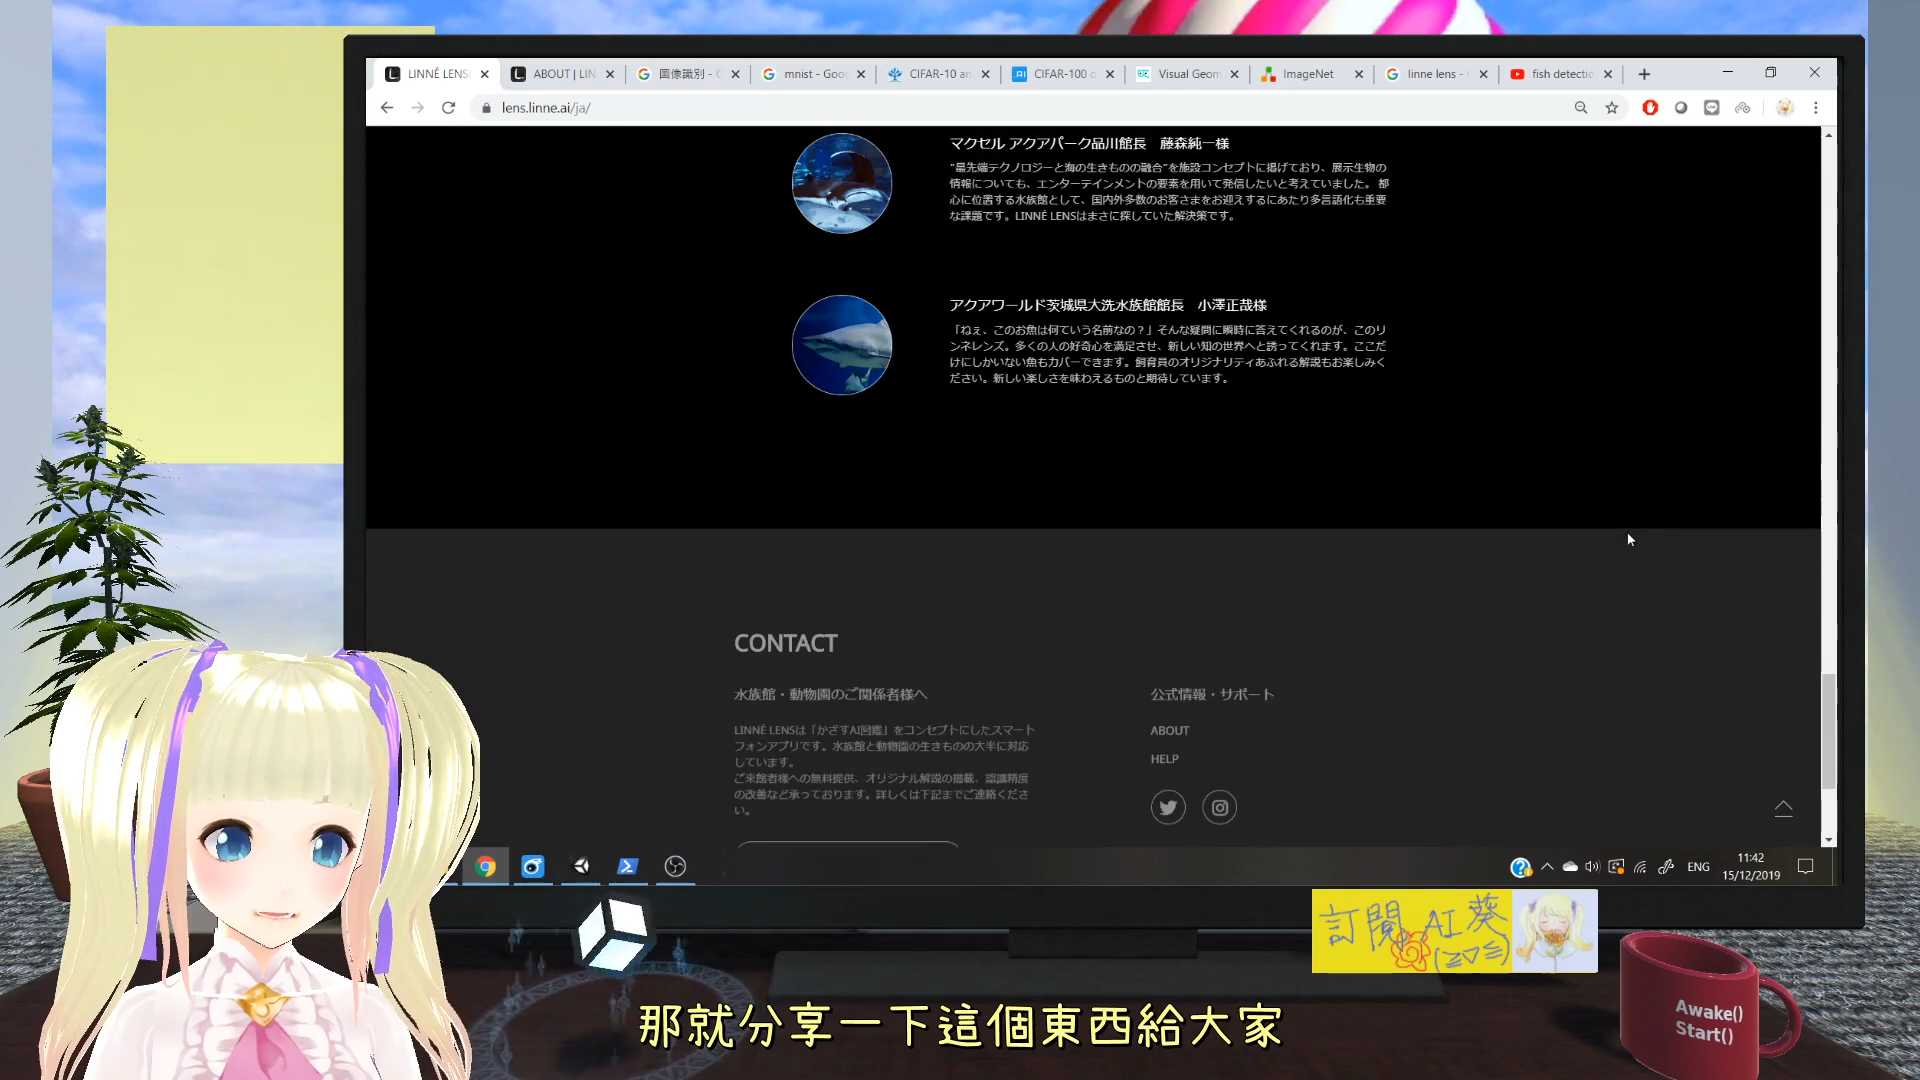 LINNÉ LENS
ABOUT | LIN
圖像識別 - G
mnist - Goo
CIFAR-10 an
CIFAR-100 o
Visual Geom
ImageNet
linne lens -
fish detectio
lens.linne.ai/ja/
マクセル アクアパーク品川館長　藤森純一様
"最先端テクノロジーと海の生きものの融合"を施設コンセプトに掲げており、展示生物の
情報についても、エンターテインメントの要素を用いて発信したいと考えていました。 都
心に位置する水族館として、国内外多数のお客さまをお迎えするにあたり多言語化も重要
な課題です。LINNÉ LENSはまさに探していた解決策です。
アクアワールド茨城県大洗水族館館長　小澤正哉様
「ねぇ、このお魚は何ていう名前なの？」そんな疑問に瞬時に答えてくれるのが、このリ
ンネレンズ。多くの人の好奇心を満足させ、新しい知の世界へと誘ってくれます。ここだ
けにしかいない魚もカバーできます。飼育員のオリジナリティあふれる解説もお楽しみく
ださい。新しい楽しさを味わえるものと期待しています。
CONTACT
水族館・動物園のご関係者様へ
LINNÉ LENSは「かざすAI図鑑」をコンセプトにしたスマート
フォンアプリです。水族館と動物園の生きものの大半に対応
しています。
ご来館者様への無料提供、オリジナル解説の掲載、認識精度
の改善など承っております。詳しくは下記までご連絡くださ
い。
公式情報・サポート
ABOUT
HELP
ENG
11:42
15/12/2019
訂閱 AI 葵
(≧▽≦)
Awake()
Start()
那就分享一下這個東西給大家